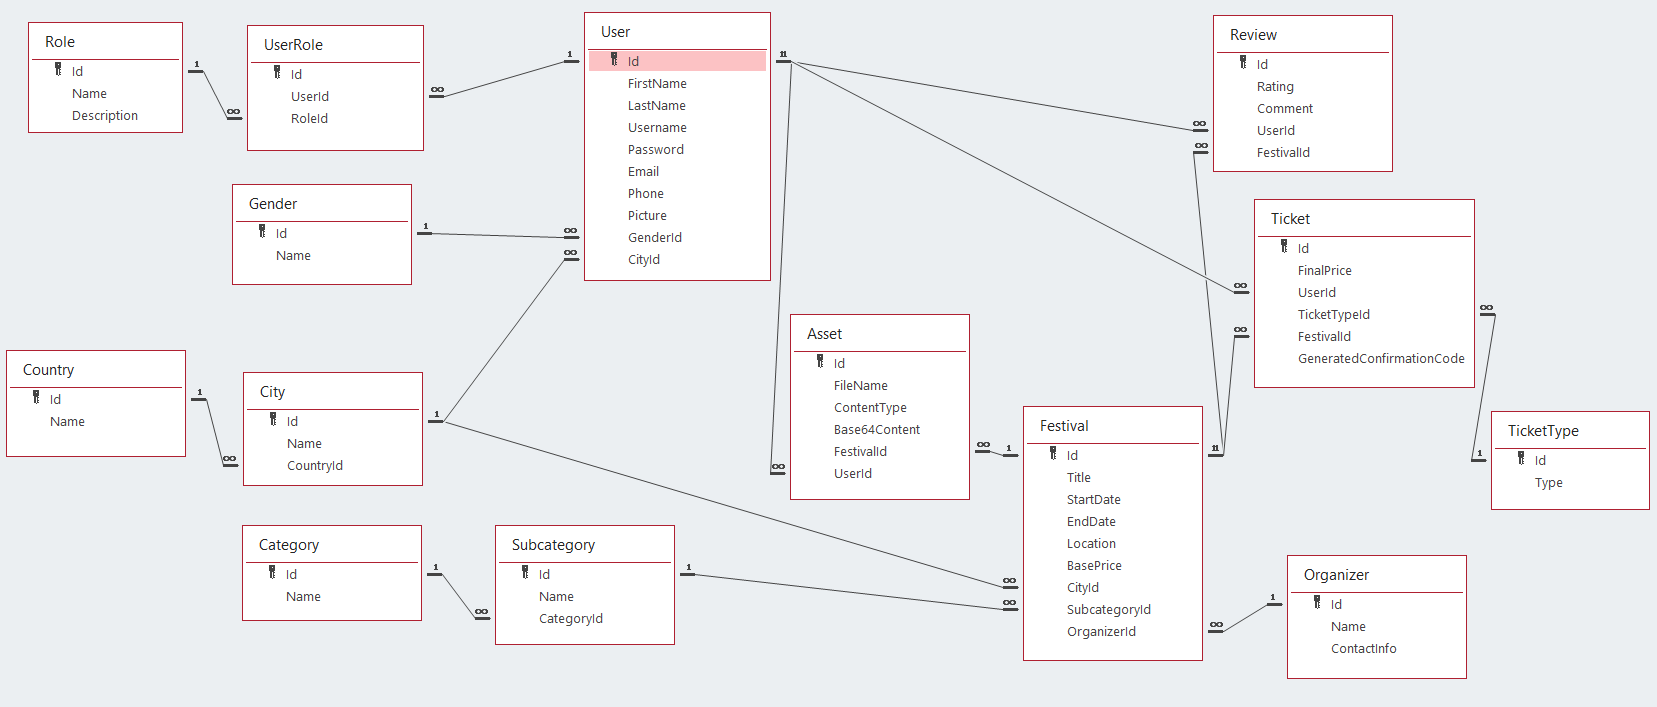 Role
Id
Name
Description
UserRole
Id
UserId
RoleId
User
Id
FirstName
LastName
Username
Password
Email
Phone
Picture
GenderId
CityId
Review
Id
Rating
Comment
UserId
FestivalId
Gender
Id
Name
Ticket
Id
FinalPrice
UserId
TicketTypeId
FestivalId
GeneratedConfirmationCode
Asset
Id
FileName
ContentType
Base64Content
FestivalId
UserId
Country
Id
Name
City
Id
Name
CountryId
Festival
Id
Title
StartDate
EndDate
Location
BasePrice
CityId
SubcategoryId
OrganizerId
TicketType
Id
Type
Category
Id
Name
Subcategory
Id
Name
CategoryId
Organizer
Id
Name
ContactInfo
1
∞
1
∞
1
∞
1
∞
1
∞
1
∞
∞
1
∞
1
∞
11
∞
∞
∞
∞
∞
1
11
∞
∞
1
∞
1